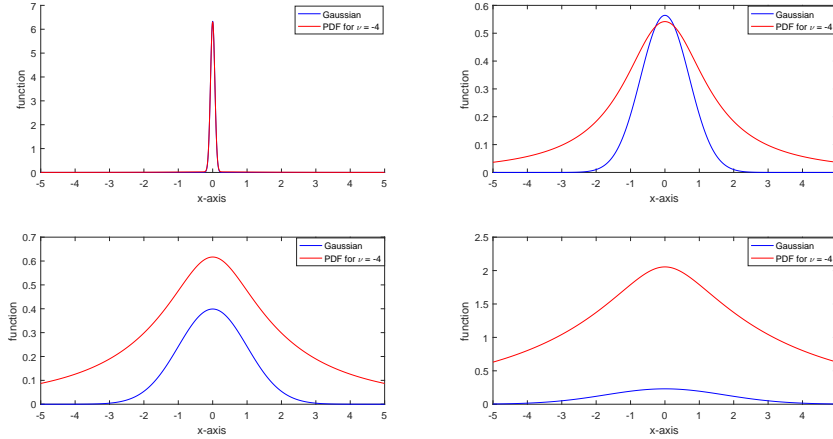 7
6
5
4
3
2
1
0
function
-5 -4 -3 -2 -1 0 1 2 3 4 5
x-axis
Gaussian
PDF for ν = -4
0.6
0.5
0.4
0.3
0.2
0.1
0
function
-5 -4 -3 -2 -1 0 1 2 3 4
x-axis
Gaussian
PDF for ν = -4
0.7
0.6
0.5
0.4
0.3
0.2
0.1
0
function
-5 -4 -3 -2 -1 0 1 2 3 4 5
x-axis
Gaussian
PDF for ν = -4
2.5
2
1.5
1
0.5
0
function
-5 -4 -3 -2 -1 0 1 2 3 4
x-axis
Gaussian
PDF for ν = -4